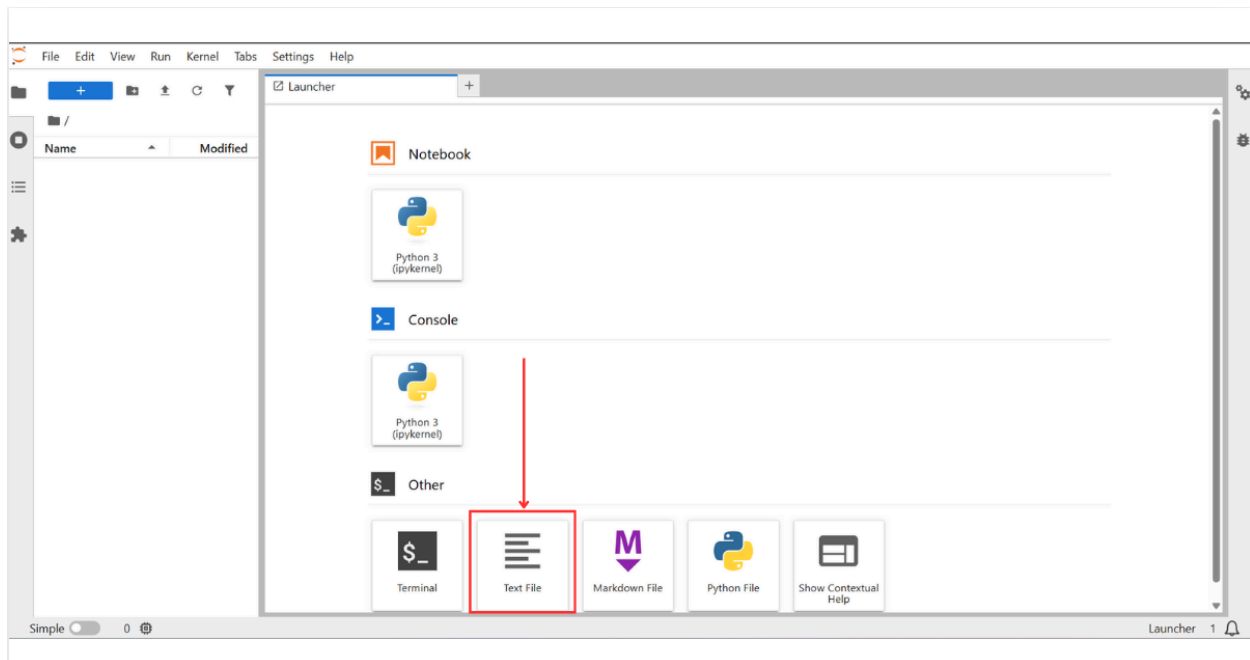 File Edit View Run Kernel Tabs Settings Help
+
Launcher
+
/
Name Modified
Notebook
Python 3
(ipykernel)
>_ Console
Python 3
(ipykernel)
$_ Other
$_
Terminal
Text File
M
Markdown File
Python File
Show Contextual
Help
Simple 0
Launcher 1